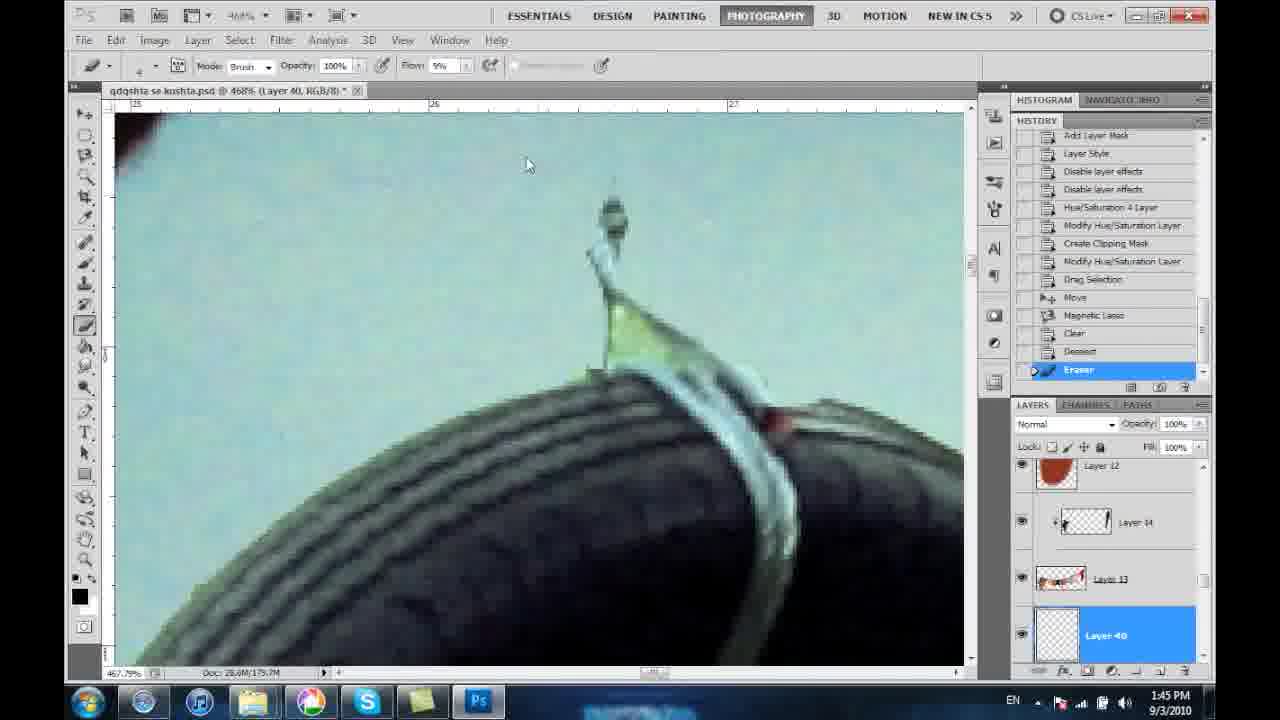 PS Mb 468% ESSENTIALS DESIGN PAINTING PHOTOGRAPHY 3D MOTION NEW IN CS 5 CS Live
File Edit Image Layer Select Filter Analysis 3D View Window Help
Mode: Brush Opacity: 100% Flow: 9%
qdqshta se kushta.psd @ 468% (Layer 40, RGB/8) *
25 26 27
HISTOGRAM NAVIGATO INFO
HISTORY
Add Layer Mask
Layer Style
Disable layer effects
Disable layer effects
Hue/Saturation 4 Layer
Modify Hue/Saturation Layer
Create Clipping Mask
Modify Hue/Saturation Layer
Drag Selection
Move
Magnetic Lasso
Clear
Deselect
Eraser
LAYERS CHANNELS PATHS
Normal Opacity: 100%
Lock: Fill: 100%
Layer 12
Layer 14
Layer 13
Layer 40
467.79% Doc: 28.6M/179.7M
EN 1:45 PM
9/3/2010